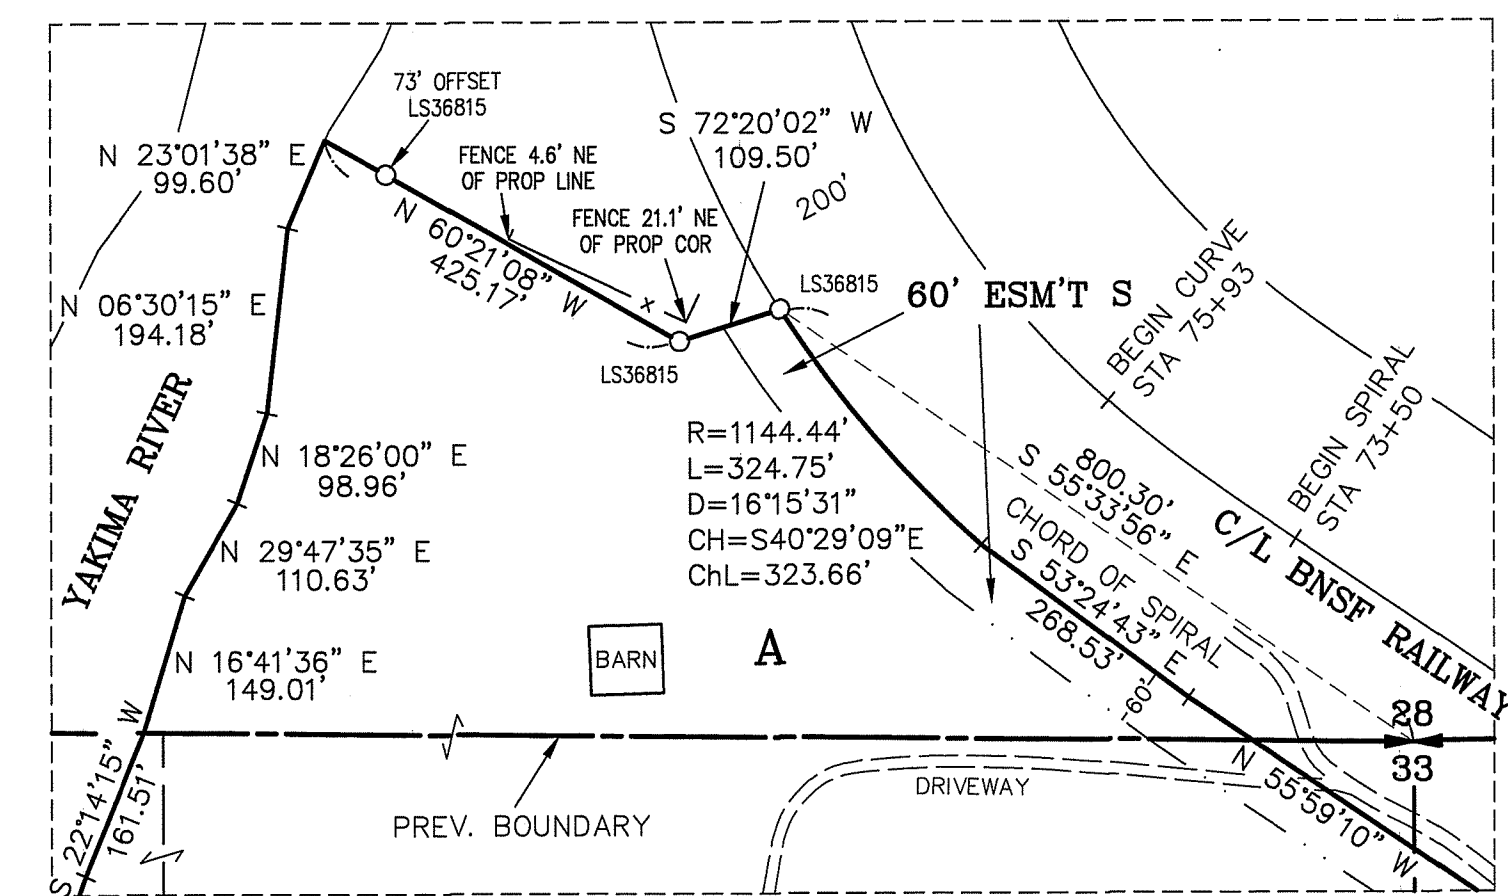 73' OFFSET
LS36815
N 23°01'38" E
99.60'
FENCE 4.6' NE
OF PROP LINE
S 72°20'02" W
109.50'
200'
FENCE 21.1' NE
OF PROP COR
N 60°21'08" W
425.17'
x
LS36815
LS36815
60' ESM'T S
BEGIN CURVE
STA 75+93
BEGIN SPIRAL
STA 73+50
N 06°30'15" E
194.18'
YAKIMA RIVER
R=1144.44'
L=324.75'
D=16°15'31"
CH=S40°29'09"E
ChL=323.66'
N 18°26'00" E
98.96'
800.30'
S 55°33'56" E
CHORD OF SPIRAL
C/L BNSF RAILWAY
N 29°47'35" E
110.63'
S 53°24'43" E
268.53'
60'
BARN
A
N 16°41'36" E
149.01'
28
33
S 22°14'15" W
161.51'
PREV. BOUNDARY
DRIVEWAY
N 55°59'10" W